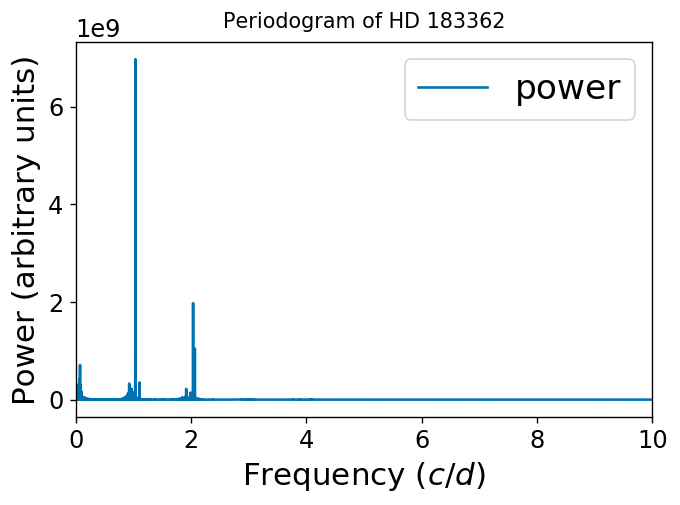 Periodogram of HD 183362
1e9
power
Power (arbitrary units)
6
4
2
0
0 2 4 6 8 10
Frequency (c/d)